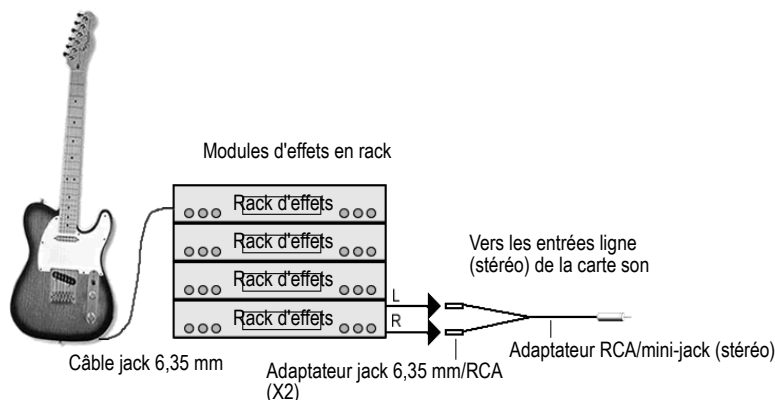 Modules d'effets en rack
Rack d'effets
Rack d'effets
Rack d'effets
Rack d'effets
L
R
Vers les entrées ligne
(stéréo) de la carte son
Câble jack 6,35 mm
Adaptateur jack 6,35 mm/RCA
(X2)
Adaptateur RCA/mini-jack (stéréo)